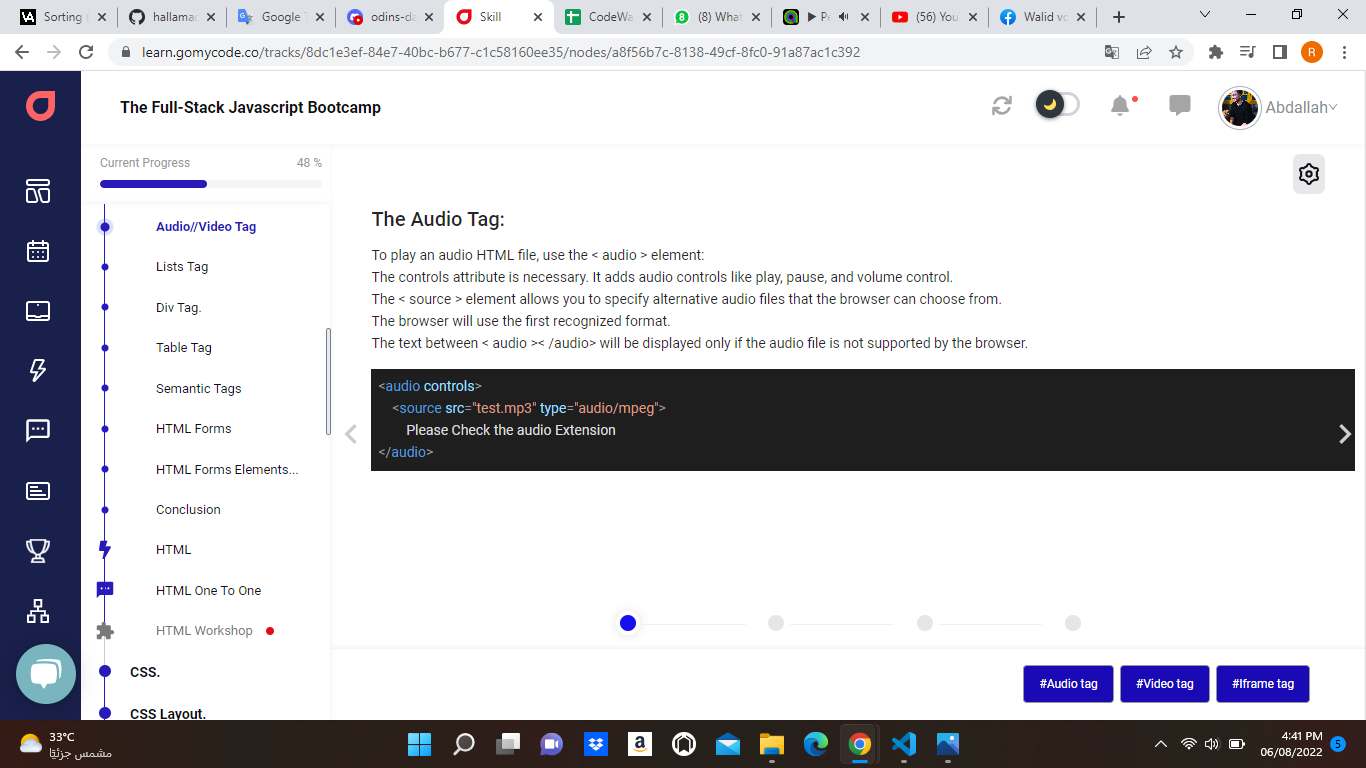 Sorting (
hallamac
Google T
odins-da
Skill
CodeWa
(8) What
Pe
(56) You
Walid vo
learn.gomycode.co/tracks/8dc1e3ef-84e7-40bc-b677-c1c58160ee35/nodes/a8f56b7c-8138-49cf-8fc0-91a87ac1c392
R
The Full-Stack Javascript Bootcamp
Abdallah
Current Progress 48 %
Audio//Video Tag
Lists Tag
Div Tag.
Table Tag
Semantic Tags
HTML Forms
HTML Forms Elements...
Conclusion
HTML
HTML One To One
HTML Workshop
CSS.
CSS Layout.
The Audio Tag:
To play an audio HTML file, use the < audio > element:
The controls attribute is necessary. It adds audio controls like play, pause, and volume control.
The < source > element allows you to specify alternative audio files that the browser can choose from.
The browser will use the first recognized format.
The text between < audio >< /audio> will be displayed only if the audio file is not supported by the browser.
<audio controls>
<source src="test.mp3" type="audio/mpeg">
Please Check the audio Extension
</audio>
#Audio tag
#Video tag
#Iframe tag
33°C
مشمس جزئيًا
4:41 PM
06/08/2022
5